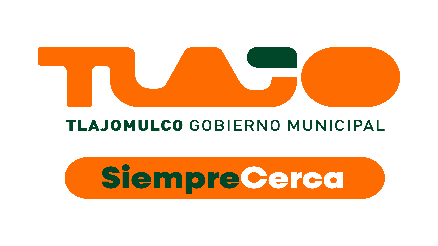 TLAJO
TLAJOMULCO GOBIERNO MUNICIPAL
SiempreCerca